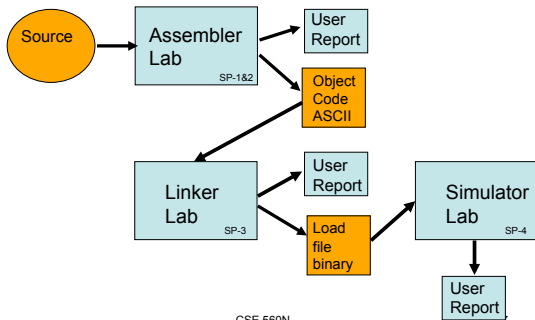 Source
Assembler
Lab
SP-1&2
User
Report
Object
Code
ASCII
Linker
Lab
SP-3
User
Report
Load
file
binary
Simulator
Lab
SP-4
User
Report